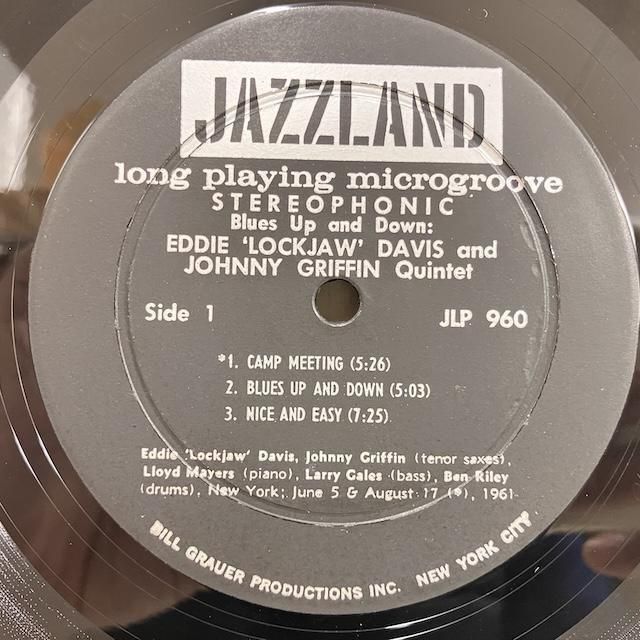 JAZZLAND
long playing microgroove
STEREOPHONIC
Blues Up and Down:
EDDIE 'LOCKJAW' DAVIS and
JOHNNY GRIFFIN Quintet
Side 1
JLP 960
*1. CAMP MEETING (5:26)
2. BLUES UP AND DOWN (5:03)
3. NICE AND EASY (7:25)
Eddie 'Lockjaw' Davis, Johnny Griffin (tenor saxes),
Lloyd Mayers (piano), Larry Gales (bass), Ben Riley
(drums), New York; June 5 & August 17 (*), 1961
BILL GRAUER PRODUCTIONS INC. NEW YORK CITY